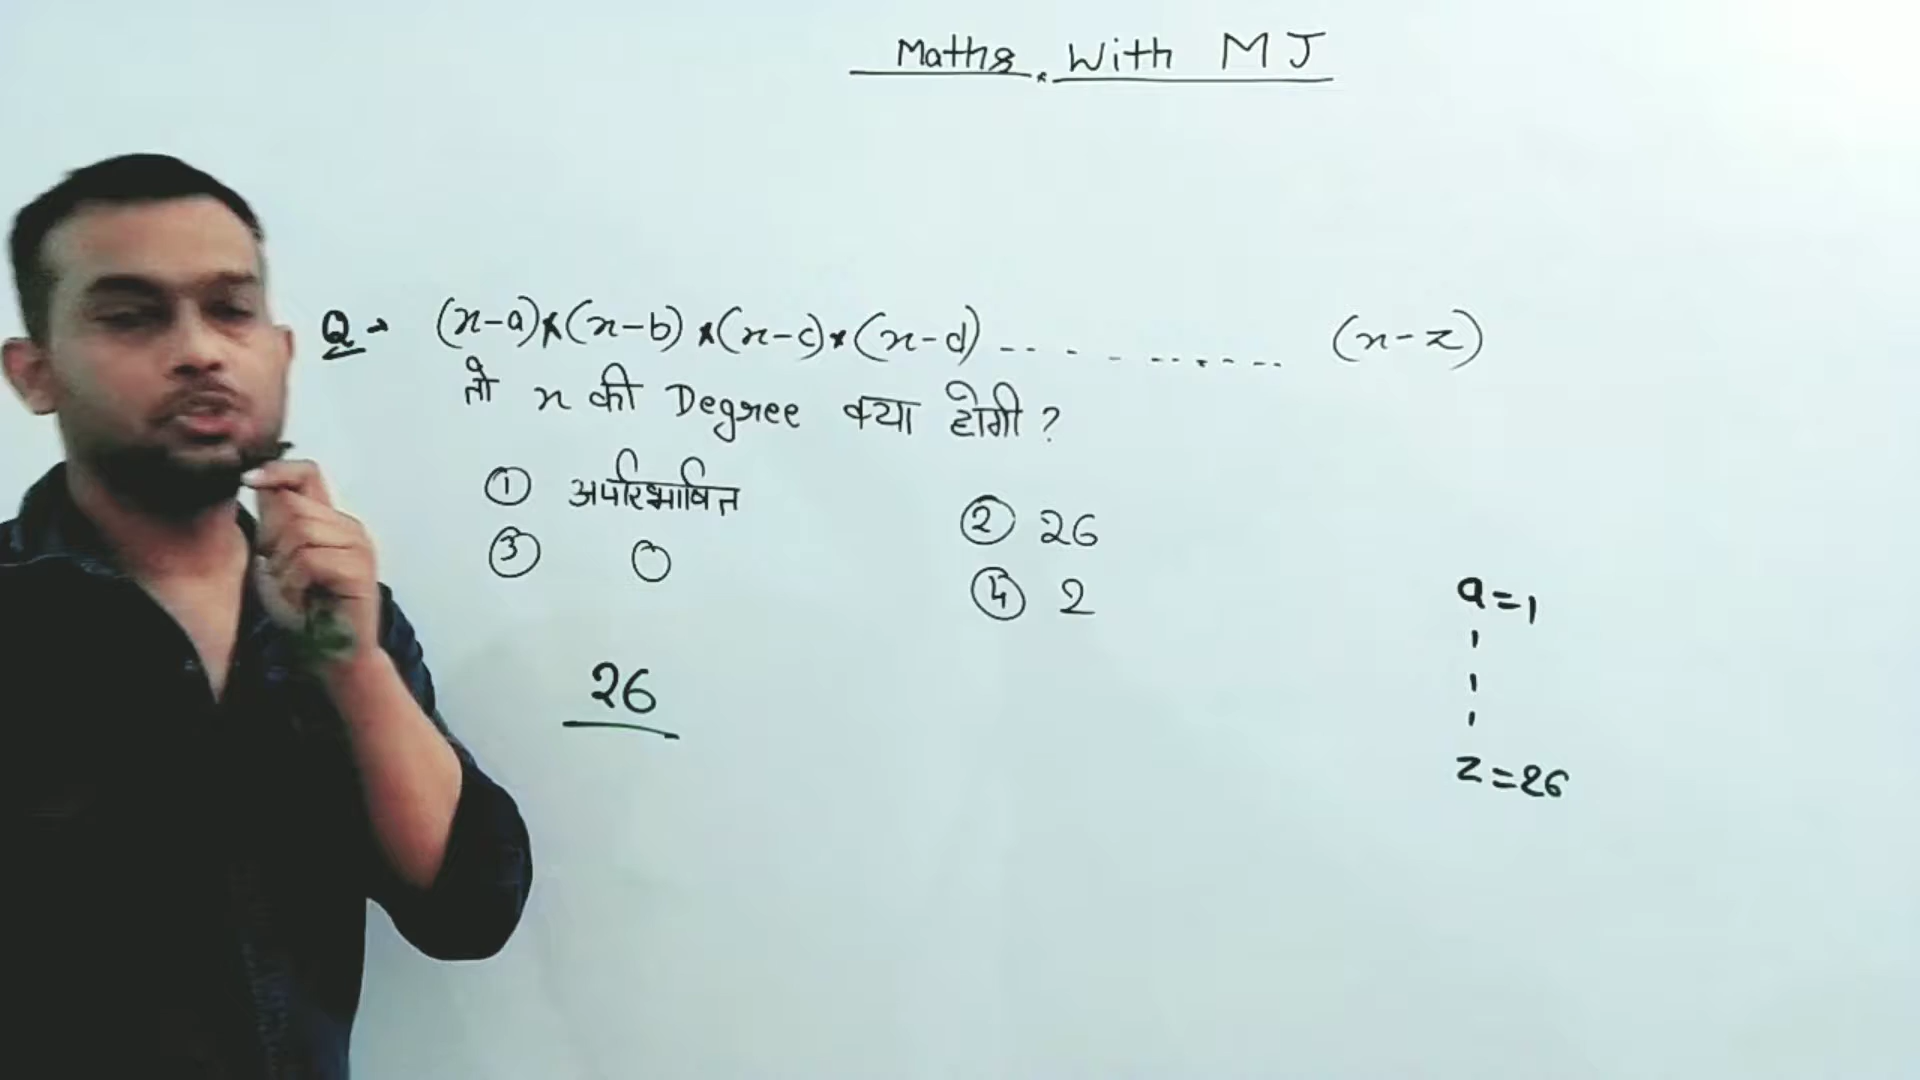 Maths With MJ
Q→ (x-a)×(x-b)×(x-c)×(x-d)-------------(x-z)
तो x की Degree क्या होगी?
① अपरिभाषित ② 26
③ 0 ④ 2
a=1
z=26
26